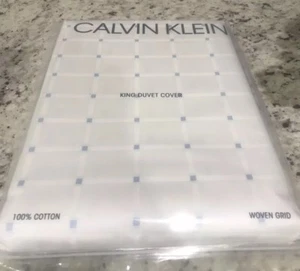 CALVIN KLEIN
KING DUVET COVER
100% COTTON
WOVEN GRID